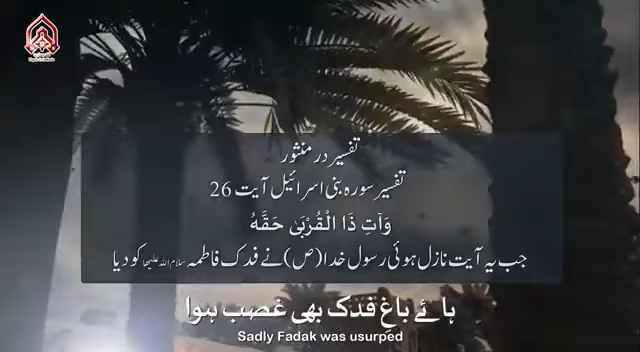 تفسیر در منثور
تفسیر سورہ بنی اسرائیل آیت 26
وَآتِ ذَا الْقُرْبَىٰ حَقَّهُ
جب یہ آیت نازل ہوئی رسول خدا (ص) نے فدک فاطمہ سلام اللہ علیہا کو دیا
ہائے باغ فدک بھی غصب ہوا
Sadly Fadak was usurped